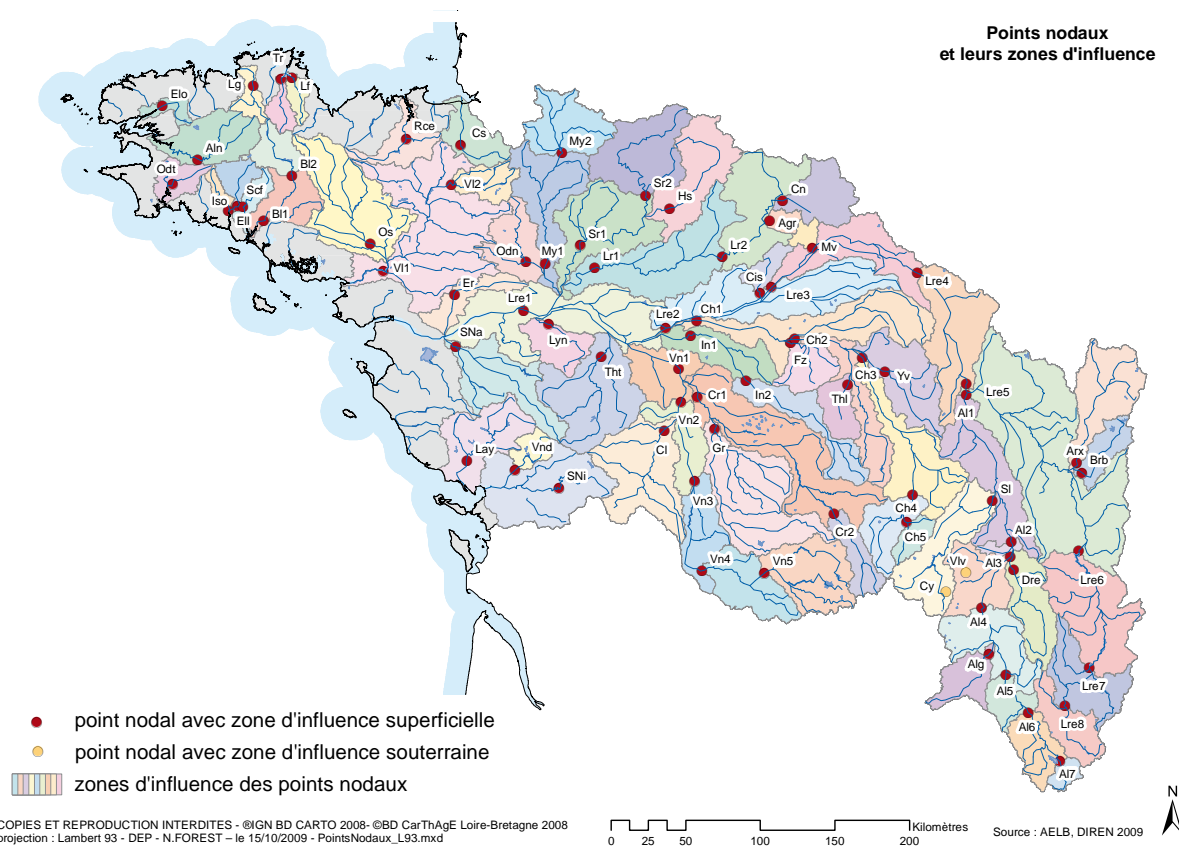 Points nodaux
et leurs zones d'influence
Tr
Lg
Lf
Elo
Rce
Cs
Aln
My2
Bl2
Odt
Scf
Vl2
Sr2
Hs
Cn
Iso
Ell
Bl1
Agr
Os
Sr1
Lr2
Mv
Odn
My1
Lr1
Vl1
Cis
Lre4
Er
Lre3
Lre1
Lre2
Ch1
SNa
Lyn
In1
Ch2
Fz
Tht
Vn1
Ch3
Yv
In2
Thl
Lre5
Cr1
Al1
Vn2
Cl
Gr
Lay
Vnd
Arx
Brb
SNi
Vn3
Sl
Ch4
Cr2
Ch5
Al2
Vn4
Vn5
Vlv
Al3
Dre
Lre6
Cy
Al4
Alg
Al5
Lre7
Al6
Lre8
Al7
point nodal avec zone d'influence superficielle
point nodal avec zone d'influence souterraine
zones d'influence des points nodaux
COPIES ET REPRODUCTION INTERDITES - ®IGN BD CARTO 2008- ©BD CarThAgE Loire-Bretagne 2008
projection : Lambert 93 - DEP - N.FOREST – le 15/10/2009 - PointsNodaux_L93.mxd
Kilomètres
0 25 50 100 150 200
Source : AELB, DIREN 2009
N